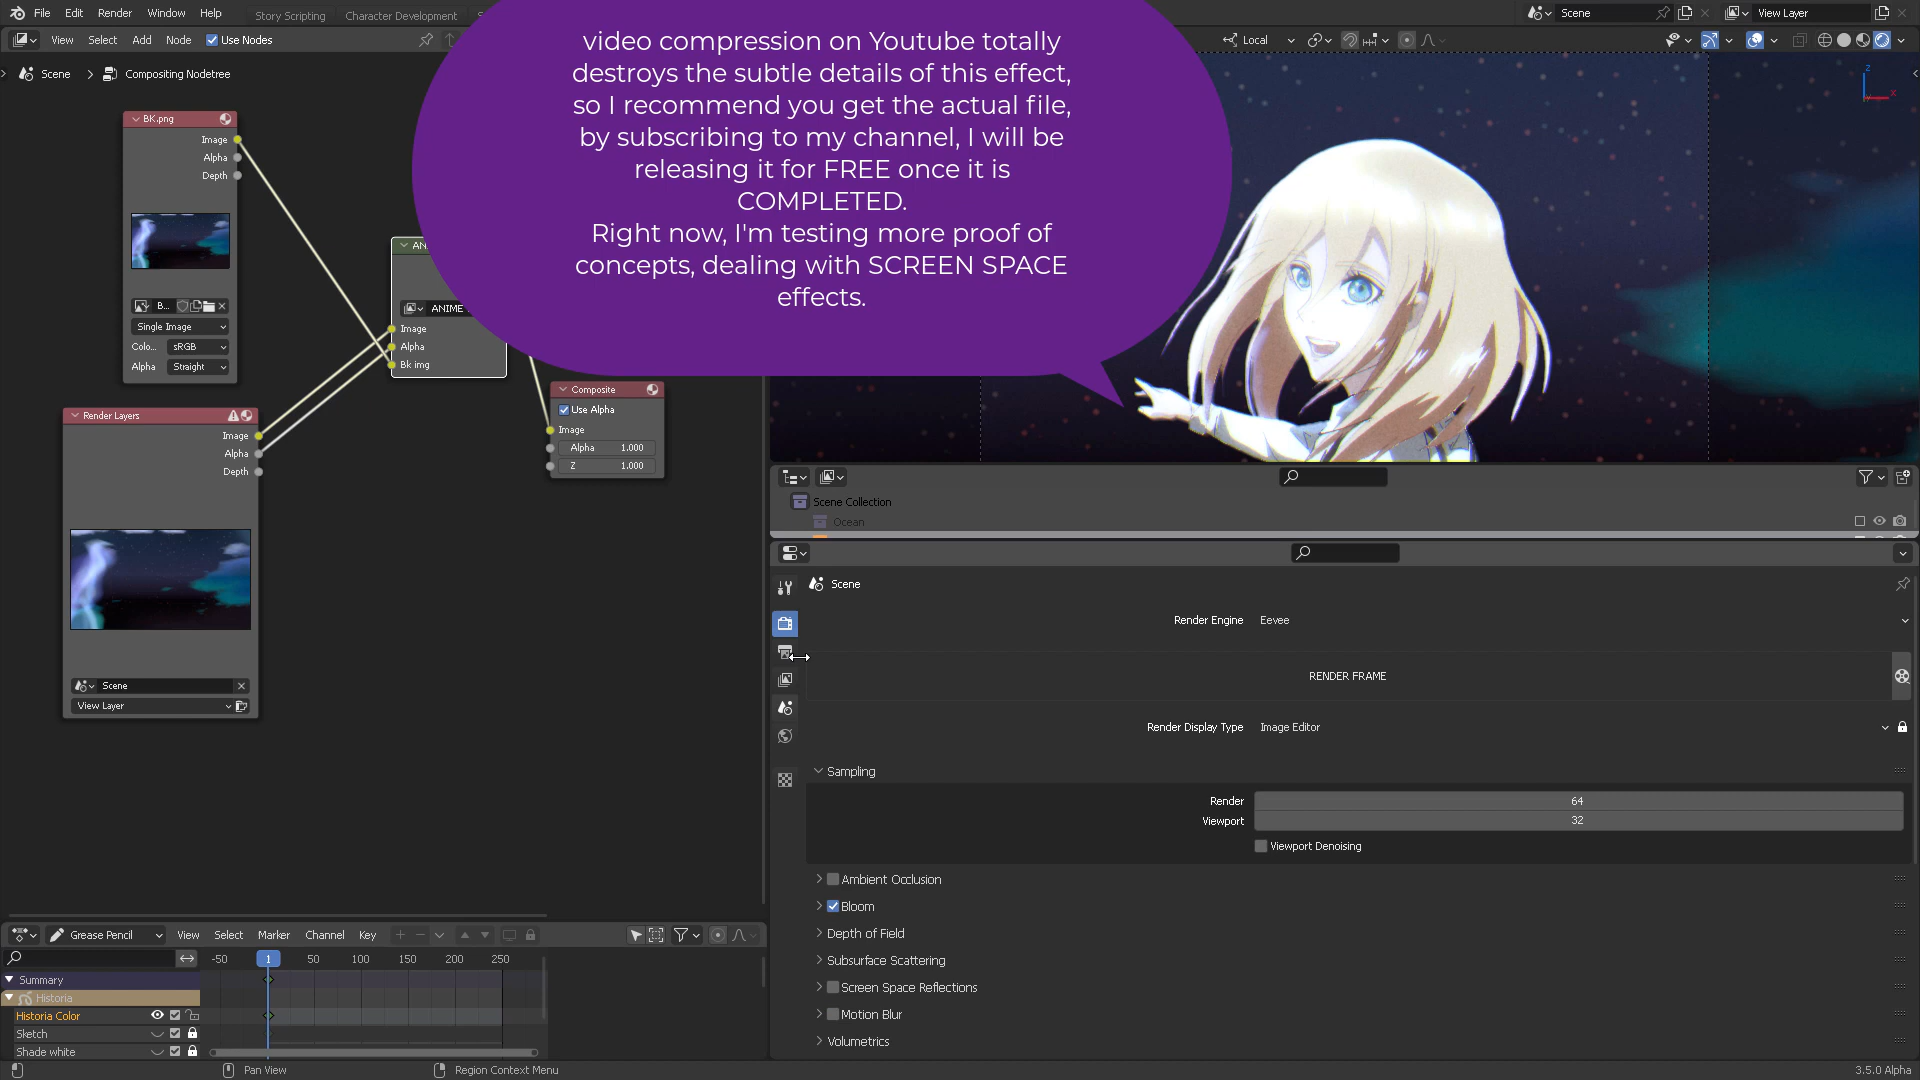 File Edit Render Window Help Story Scripting Character Development Scene View Layer
View Select Add Node Use Nodes Local
Scene Compositing Nodetree
video compression on Youtube totally
destroys the subtle details of this effect,
so I recommend you get the actual file,
by subscribing to my channel, I will be
releasing it for FREE once it is
COMPLETED.
Right now, I'm testing more proof of
concepts, dealing with SCREEN SPACE
effects.
Z
X
BK.png
Image
Alpha
Depth
B...
Single Image
Colo... sRGB
Alpha Straight
ANIME
Image
Alpha
Bk img
Composite
Use Alpha
Image
Alpha 1.000
Z 1.000
Render Layers
Image
Alpha
Depth
Scene
View Layer
Scene Collection
Ocean
Scene
Render Engine Eevee
RENDER FRAME
Render Display Type Image Editor
Sampling
Render 64
Viewport 32
Viewport Denoising
Ambient Occlusion
Bloom
Depth of Field
Subsurface Scattering
Screen Space Reflections
Motion Blur
Volumetrics
Grease Pencil View Select Marker Channel Key
-50 1 50 100 150 200 250
Summary
Historia
Historia Color
Sketch
Shade white
Pan View Region Context Menu 3.5.0 Alpha